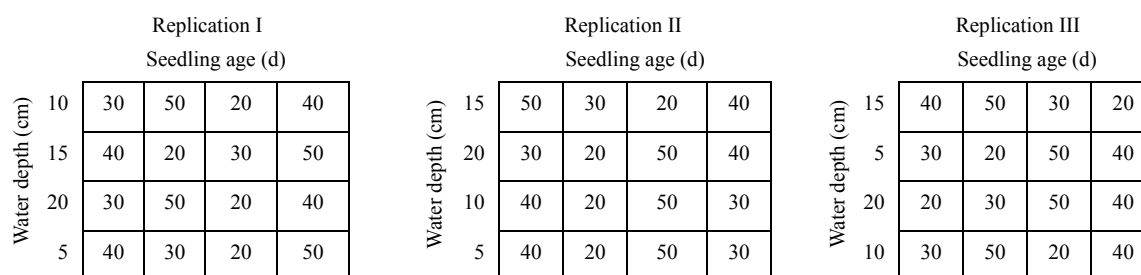 Replication I
Seedling age (d)
Water depth (cm)
10 30 50 20 40
15 40 20 30 50
20 30 50 20 40
5 40 30 20 50
Replication II
Seedling age (d)
Water depth (cm)
15 50 30 20 40
20 30 20 50 40
10 40 20 50 30
5 40 20 50 30
Replication III
Seedling age (d)
Water depth (cm)
15 40 50 30 20
5 30 20 50 40
20 20 30 50 40
10 30 50 20 40